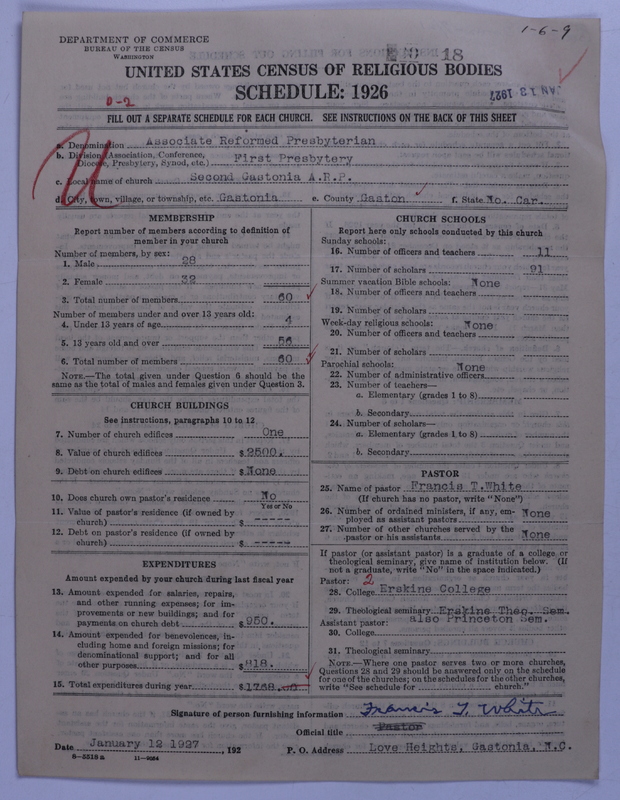 1-6-9
DEPARTMENT OF COMMERCE
BUREAU OF THE CENSUS
WASHINGTON
18
UNITED STATES CENSUS OF RELIGIOUS BODIES
SCHEDULE: 1926
JAN 13 1927
D-2
FILL OUT A SEPARATE SCHEDULE FOR EACH CHURCH. SEE INSTRUCTIONS ON THE BACK OF THIS SHEET
a. Denomination Associate Reformed Presbyterian
b. Division (Association, Conference, Diocese, Presbytery, Synod, etc.) First Presbytery
c. Local name of church Second Gastonia A.R.P.
d. City, town, village, or township, etc. Gastonia e. County Gaston f. State No. Car.
MEMBERSHIP
Report number of members according to definition of
member in your church
Number of members, by sex:
1. Male 28
2. Female 32
3. Total number of members 60
Number of members under and over 13 years old:
4. Under 13 years of age 4
5. 13 years old and over 56
6. Total number of members 60
NOTE.—The total given under Question 6 should be the
same as the total of males and females given under Question 3.
CHURCH BUILDINGS
See instructions, paragraphs 10 to 12
7. Number of church edifices One
8. Value of church edifices $2500.
9. Debt on church edifices $None
10. Does church own pastor's residence No
Yes or No
11. Value of pastor's residence (if owned by
church) $ -----
12. Debt on pastor's residence (if owned by
church) $ -----
EXPENDITURES
Amount expended by your church during last fiscal year
13. Amount expended for salaries, repairs,
and other running expenses; for im-
provements or new buildings; and for
payments on church debt $950.
14. Amount expended for benevolences, in-
cluding home and foreign missions; for
denominational support; and for all
other purposes $818.
15. Total expenditures during year $1768.00
CHURCH SCHOOLS
Report here only schools conducted by this church
Sunday schools:
16. Number of officers and teachers 11
17. Number of scholars 91
Summer vacation Bible schools: None
18. Number of officers and teachers
19. Number of scholars
Week-day religious schools: None
20. Number of officers and teachers
21. Number of scholars
Parochial schools: None
22. Number of administrative officers
23. Number of teachers—
a. Elementary (grades 1 to 8)
b. Secondary
24. Number of scholars—
a. Elementary (grades 1 to 8)
b. Secondary
PASTOR
25. Name of pastor Francis T.White
(If church has no pastor, write "None")
26. Number of ordained ministers, if any, em-
ployed as assistant pastors None
27. Number of other churches served by the
pastor or his assistants None
If pastor (or assistant pastor) is a graduate of a college or
theological seminary, give name of institution below: (If
not a graduate, write "No" in the space indicated.)
Pastor: 2
28. College Erskine College
29. Theological seminary Erskine Theo. Sem.
also Princeton Sem.
Assistant pastor:
30. College
31. Theological seminary
NOTE.—Where one pastor serves two or more churches,
Questions 28 and 29 should be answered only on the schedule
for one of the churches; on the schedules for the other churches,
write "See schedule for church."
Signature of person furnishing information Francis T. White
Official title Pastor
Date January 12 1927, 192 P. O. Address Love Heights, Gastonia, N.C.
8-5518a 11-9084